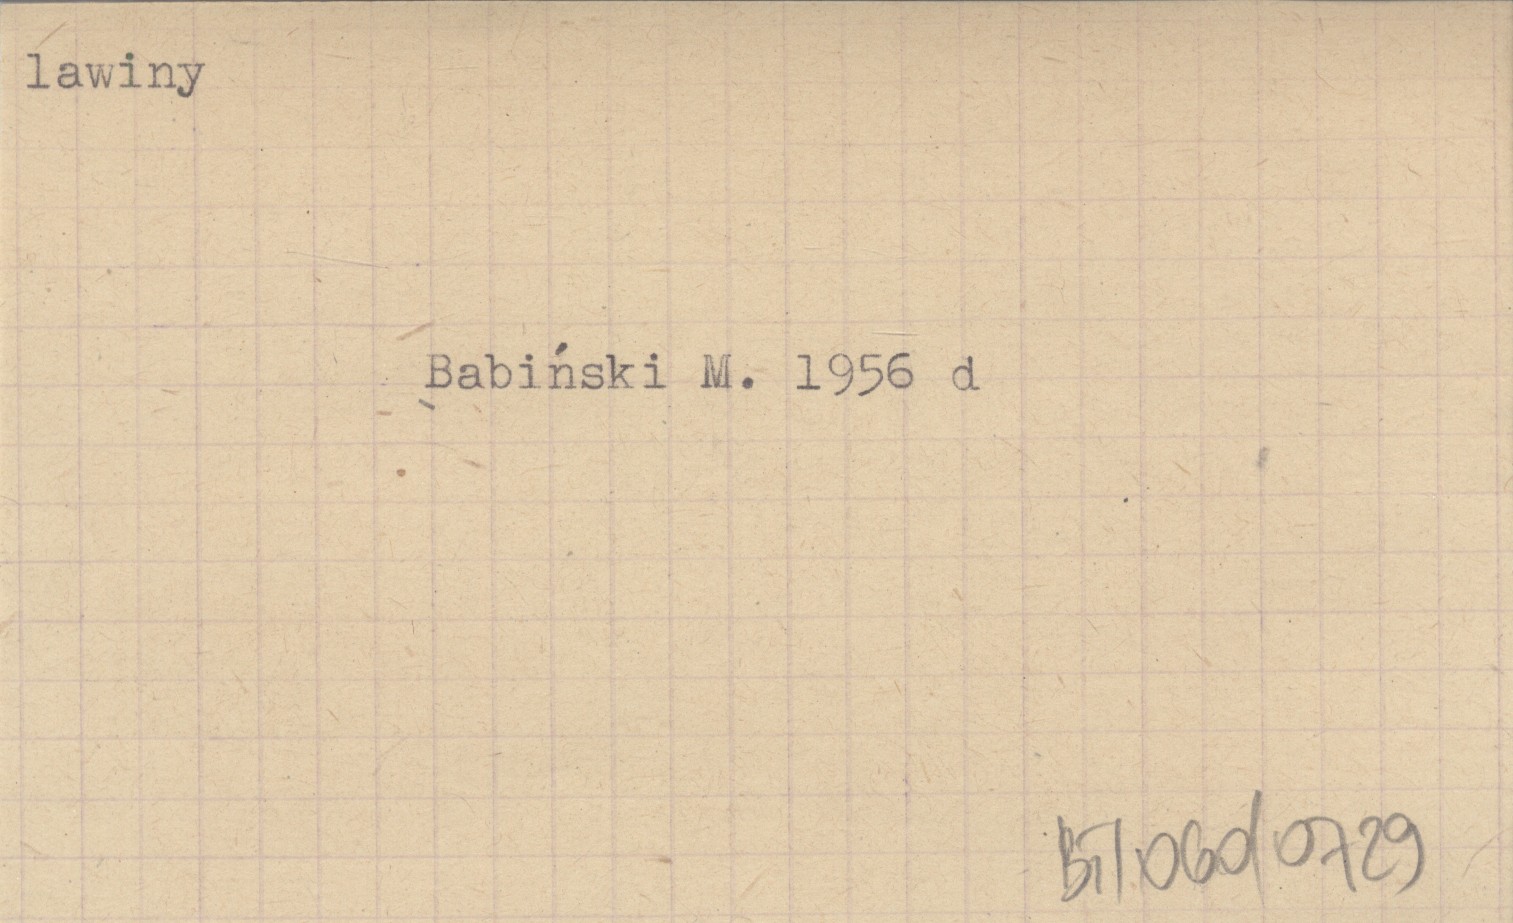 lawiny
Babiński M. 1956 d
BT/060/0729